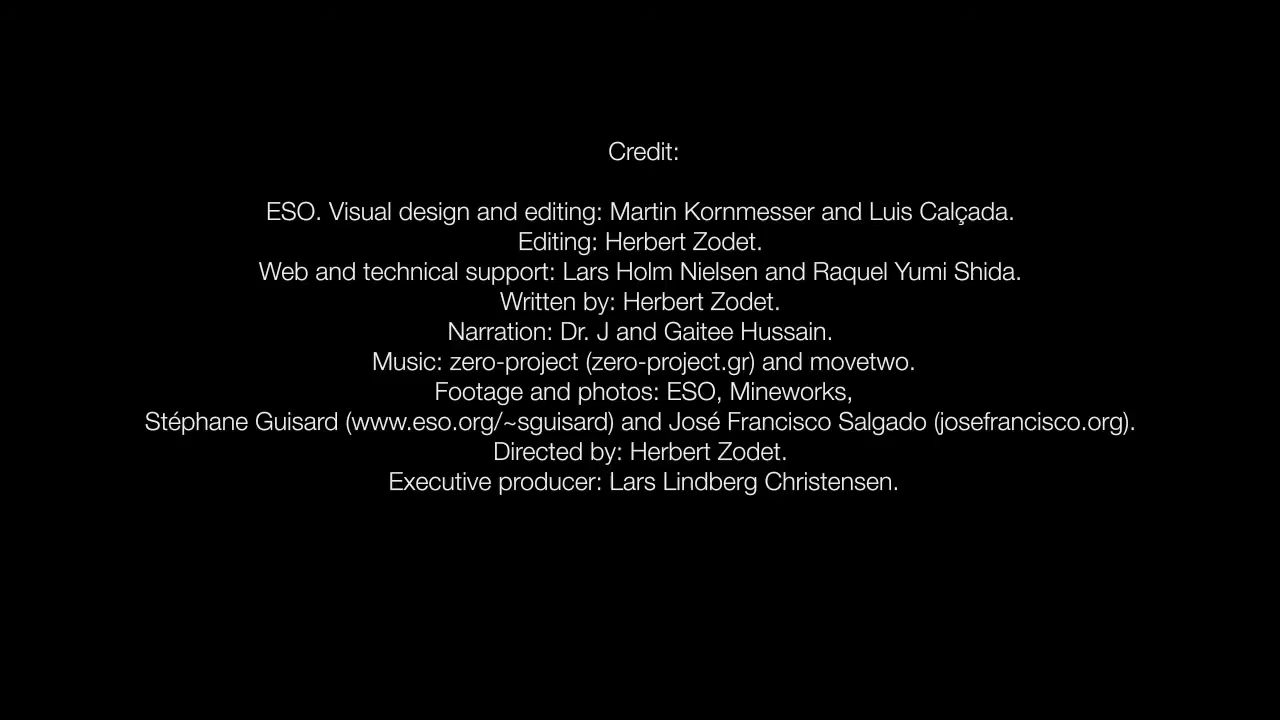 Credit:
ESO. Visual design and editing: Martin Kornmesser and Luis Calçada.
Editing: Herbert Zodet.
Web and technical support: Lars Holm Nielsen and Raquel Yumi Shida.
Written by: Herbert Zodet.
Narration: Dr. J and Gaitee Hussain.
Music: zero-project (zero-project.gr) and movetwo.
Footage and photos: ESO, Mineworks,
Stéphane Guisard (www.eso.org/~sguisard) and José Francisco Salgado (josefrancisco.org).
Directed by: Herbert Zodet.
Executive producer: Lars Lindberg Christensen.